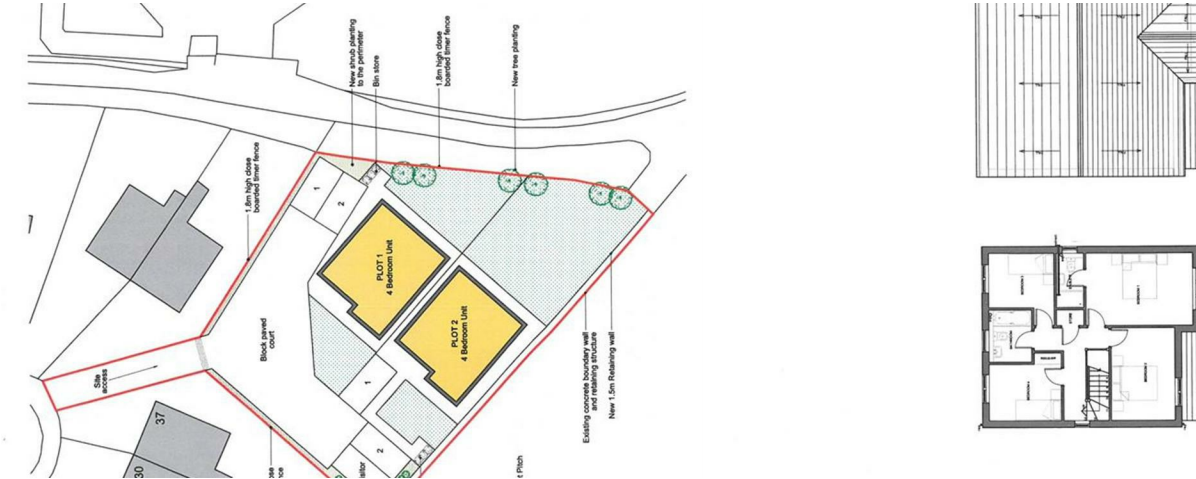 New shrub planting
to the perimeter
Bin store
1.8m high close
boarded timer fence
New tree planting
1.8m high close
boarded timer fence
1
2
PLOT 1
4 Bedroom Unit
PLOT 2
4 Bedroom Unit
Block paved
court
Site
access
1
2
37
30
Existing concrete boundary wall
and retaining structure
New 1.5m Retaining wall